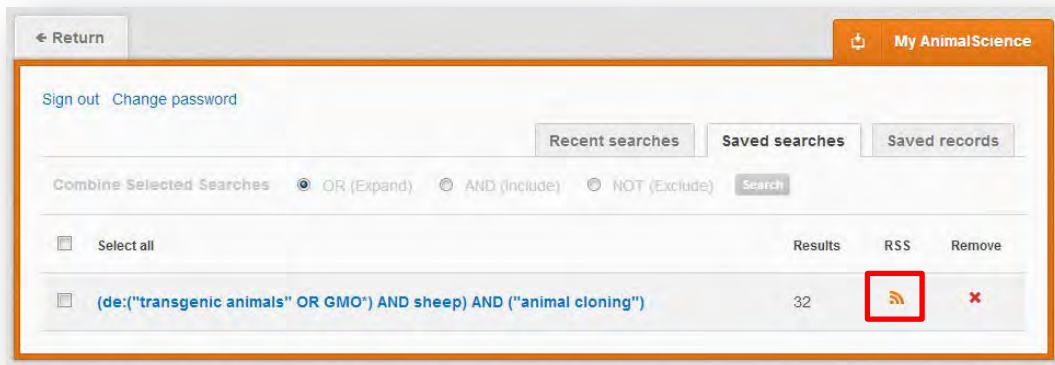 ← Return
My AnimalScience
Sign out Change password
Recent searches Saved searches Saved records
Combine Selected Searches OR (Expand) AND (Include) NOT (Exclude) Search
Select all Results RSS Remove
(de:("transgenic animals" OR GMO*) AND sheep) AND ("animal cloning") 32